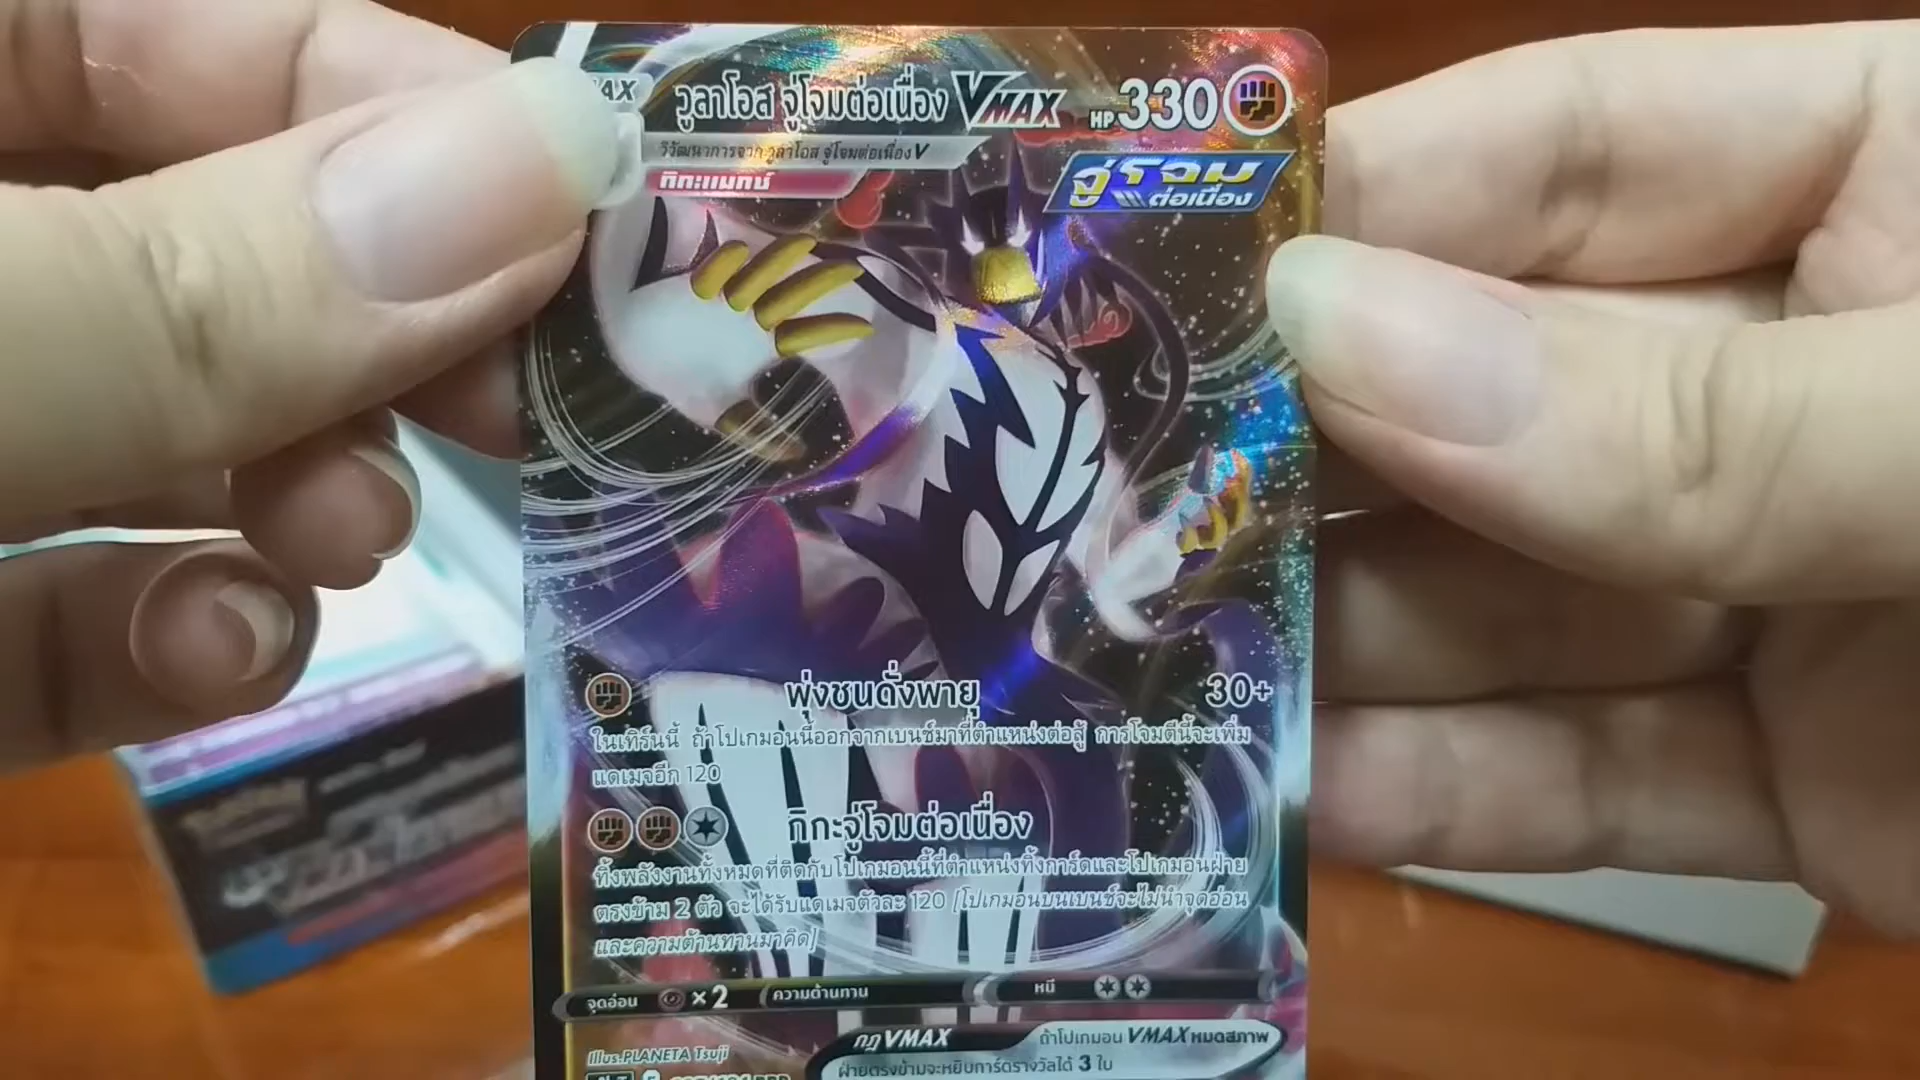 วูลาโอส จู่โจมต่อเนื่อง VMAX HP 330
วิวัฒนาการจาก วูลาโอส จู่โจมต่อเนื่อง V
คิกะแมกซ์
จู่โจม
ต่อเนื่อง
พุ่งชนดั่งพายุ 30+
ในเทิร์นนี้ ถ้าโปเกมอนนี้ออกจากเบนช์มาที่ตำแหน่งต่อสู้ การโจมตีนี้จะเพิ่ม
แดเมจอีก 120
กิกะจู่โจมต่อเนื่อง
ทิ้งพลังงานทั้งหมดที่ติดกับโปเกมอนนี้ที่ตำแหน่งทิ้งการ์ดและโปเกมอนฝ่าย
ตรงข้าม 2 ตัว จะได้รับแดเมจตัวละ 120 [โปเกมอนบนเบนช์จะไม่นำจุดอ่อน
และความต้านทานมาคิด]
จุดอ่อน ×2 ความต้านทาน หนี
กฎ VMAX ถ้าโปเกมอน VMAX หมดสภาพ
ฝ่ายตรงข้ามจะหยิบการ์ดรางวัลได้ 3 ใบ
Illus. PLANETA Tsuji